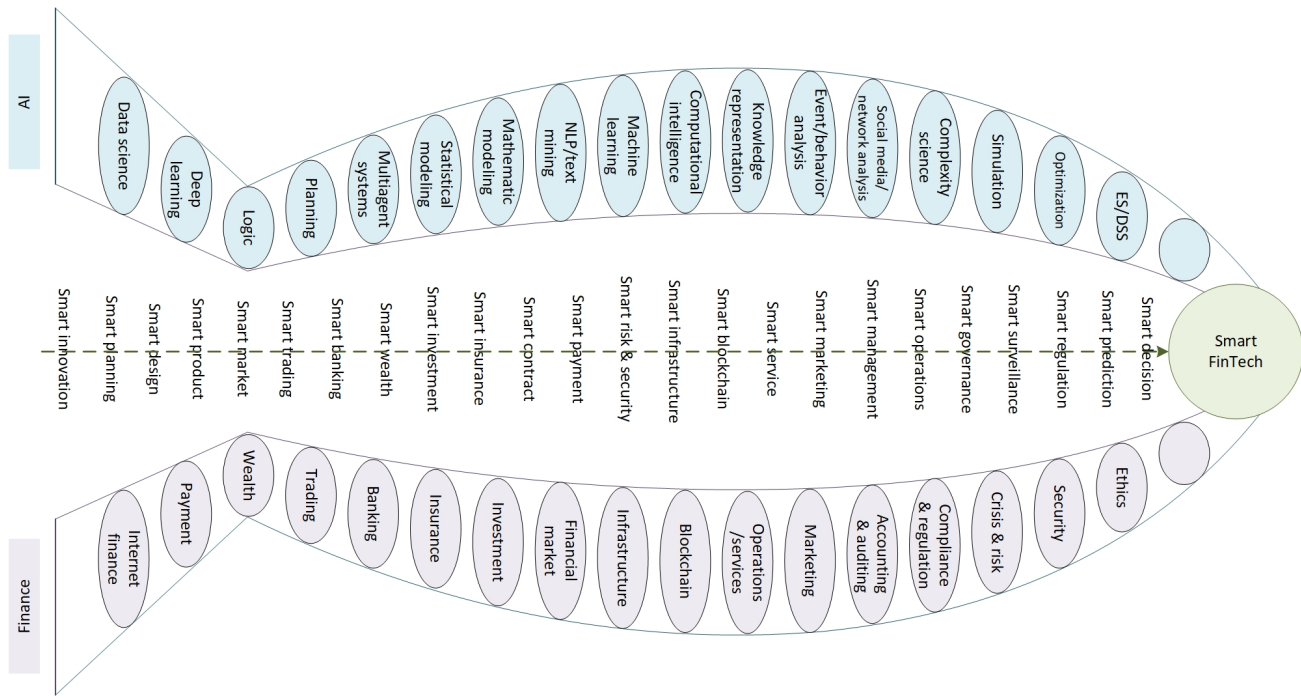 AI
Data science
Deep
learning
Logic
Planning
Multiagent
systems
Statistical
modeling
Mathematic
modeling
NLP/text
mining
Machine
learning
Computational
intelligence
Knowledge
representation
Event/behavior
analysis
Social media/
network analysis
Complexity
science
Simulation
Optimization
ES/DSS
Smart innovation
Smart planning
Smart design
Smart product
Smart market
Smart trading
Smart banking
Smart wealth
Smart investment
Smart insurance
Smart contract
Smart payment
Smart risk & security
Smart infrastructure
Smart blockchain
Smart service
Smart marketing
Smart management
Smart operations
Smart governance
Smart surveillance
Smart regulation
Smart prediction
Smart decision
Smart
FinTech
Finance
Internet
finance
Payment
Wealth
Trading
Banking
Insurance
Investment
Financial
market
Infrastructure
Blockchain
Operations
/services
Marketing
Accounting
& auditing
Compliance
& regulation
Crisis & risk
Security
Ethics